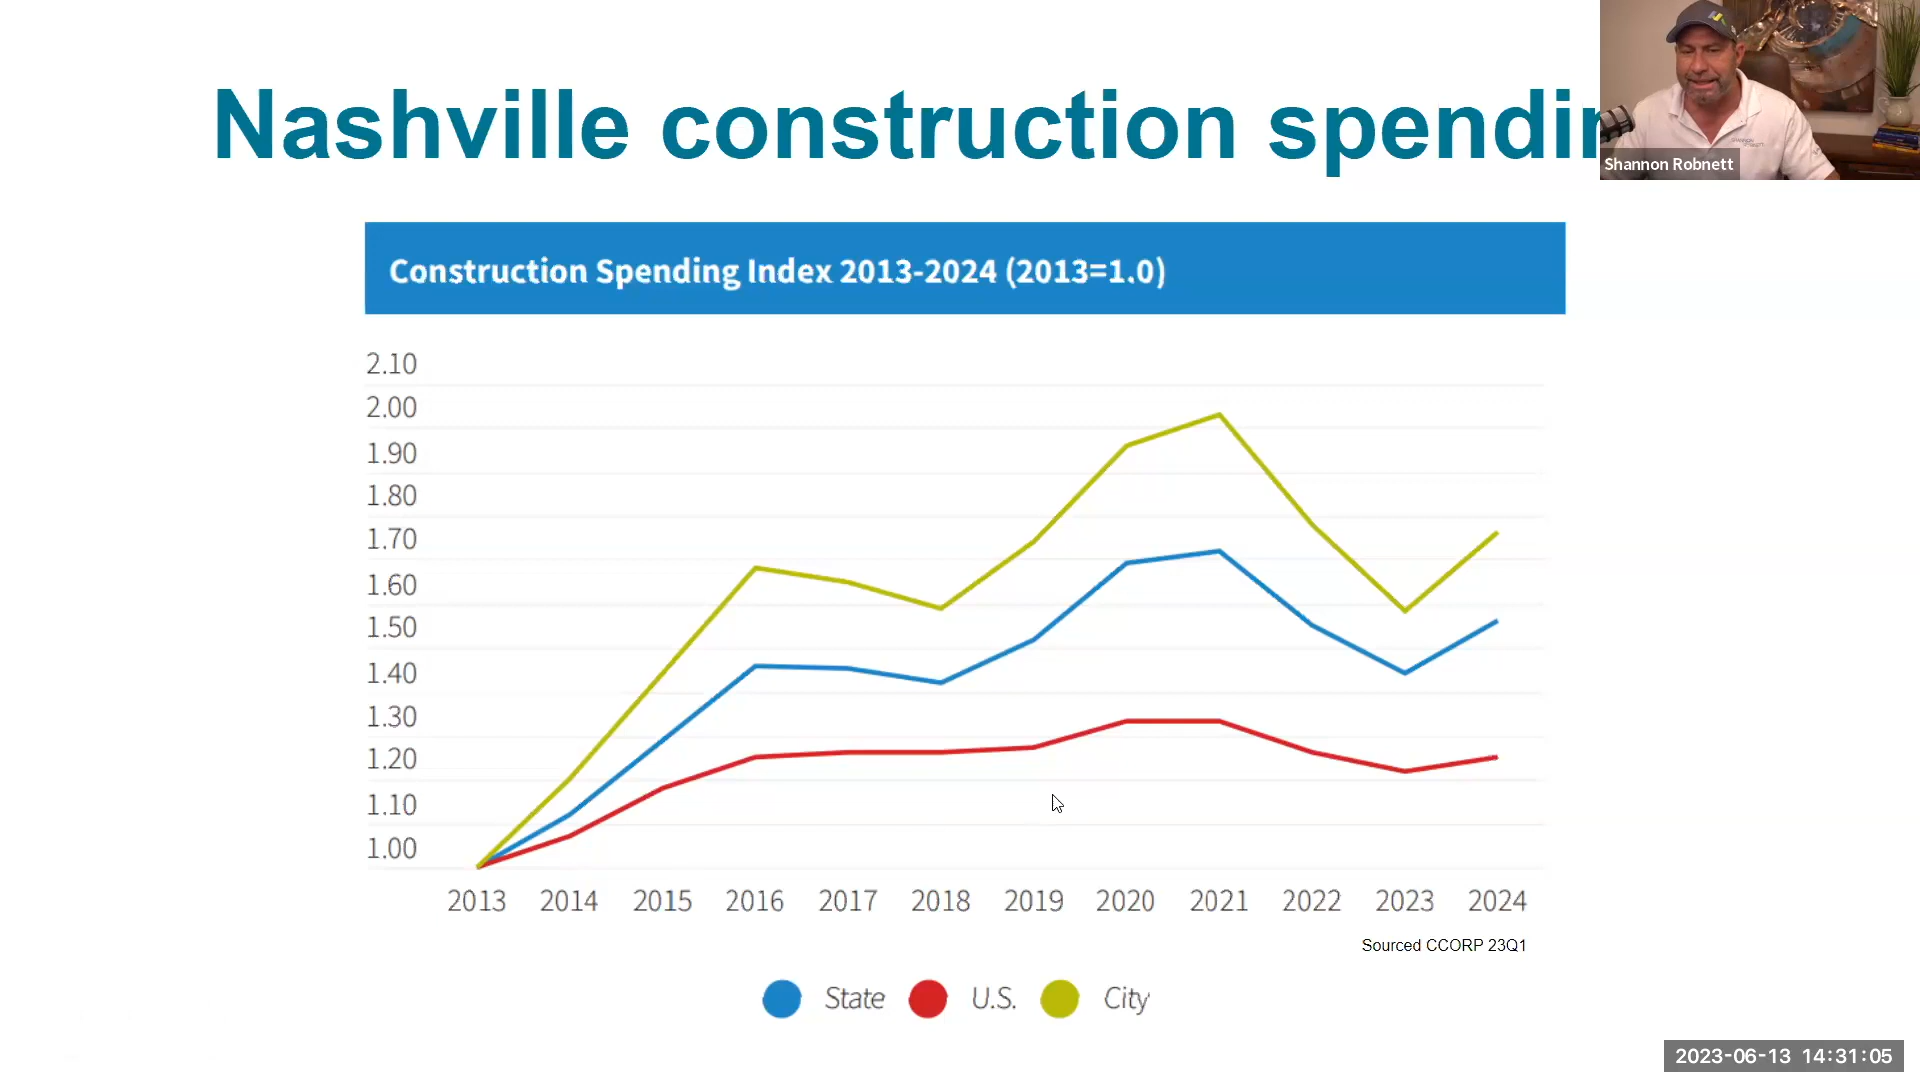 Nashville construction spendin
Shannon Robnett
Construction Spending Index 2013-2024 (2013=1.0)
2.10
2.00
1.90
1.80
1.70
1.60
1.50
1.40
1.30
1.20
1.10
1.00
2013 2014 2015 2016 2017 2018 2019 2020 2021 2022 2023 2024
Sourced CCORP 23Q1
State U.S. City
2023-06-13 14:31:05